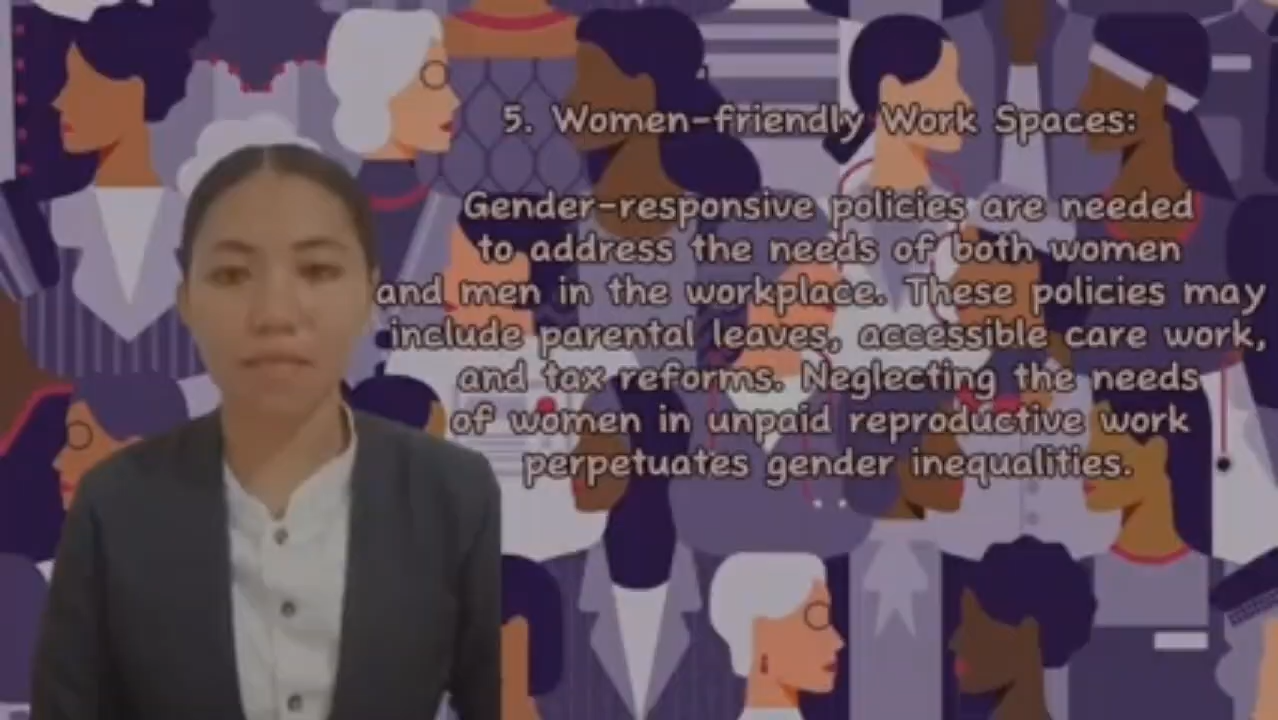 5. Women-friendly Work Spaces:
Gender-responsive policies are needed
to address the needs of both women
and men in the workplace. These policies may
include parental leaves, accessible care work,
and tax reforms. Neglecting the needs
of women in unpaid reproductive work
perpetuates gender inequalities.